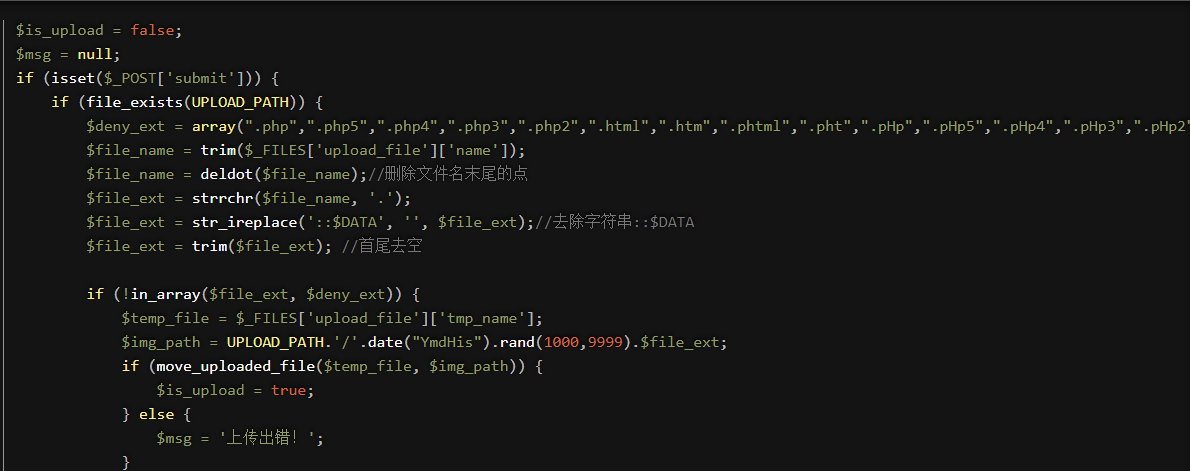 $is_upload = false;
$msg = null;
if (isset($_POST['submit'])) {
    if (file_exists(UPLOAD_PATH)) {
        $deny_ext = array(".php",".php5",".php4",".php3",".php2",".html",".htm",".phtml",".pht",".pHp",".pHp5",".pHp4",".pHp3",".pHp2"
        $file_name = trim($_FILES['upload_file']['name']);
        $file_name = deldot($file_name);//删除文件名末尾的点
        $file_ext = strrchr($file_name, '.');
        $file_ext = str_ireplace('::$DATA', '', $file_ext);//去除字符串::$DATA
        $file_ext = trim($file_ext); //首尾去空
        if (!in_array($file_ext, $deny_ext)) {
            $temp_file = $_FILES['upload_file']['tmp_name'];
            $img_path = UPLOAD_PATH.'/'.date("YmdHis").rand(1000,9999).$file_ext;
            if (move_uploaded_file($temp_file, $img_path)) {
                $is_upload = true;
            } else {
                $msg = '上传出错！';
            }